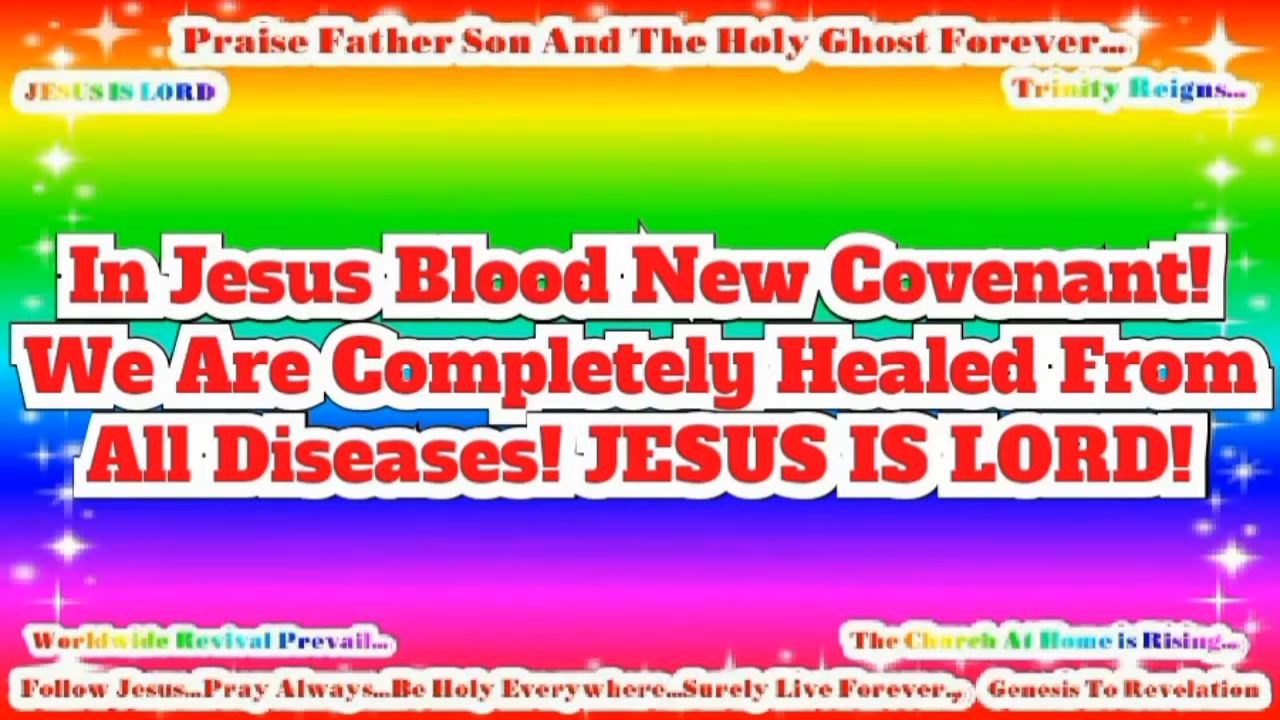 Praise Father Son And The Holy Ghost Forever...
JESUS IS LORD
Trinity Reigns...
In Jesus Blood New Covenant!
We Are Completely Healed From
All Diseases! JESUS IS LORD!
Worldwide Revival Prevail...
The Church At Home is Rising...
Follow Jesus...Pray Always...Be Holy Everywhere...Surely Live Forever.,, Genesis To Revelation